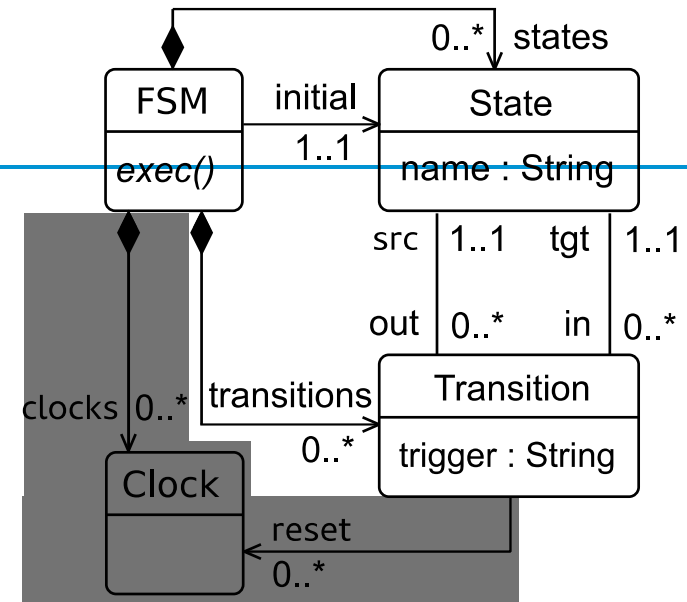 0..* states
FSM
initial
State
1..1
exec()
name : String
src 1..1 tgt 1..1
out 0..* in 0..*
Transition
clocks 0..* transitions
0..*
trigger : String
Clock
reset
0..*